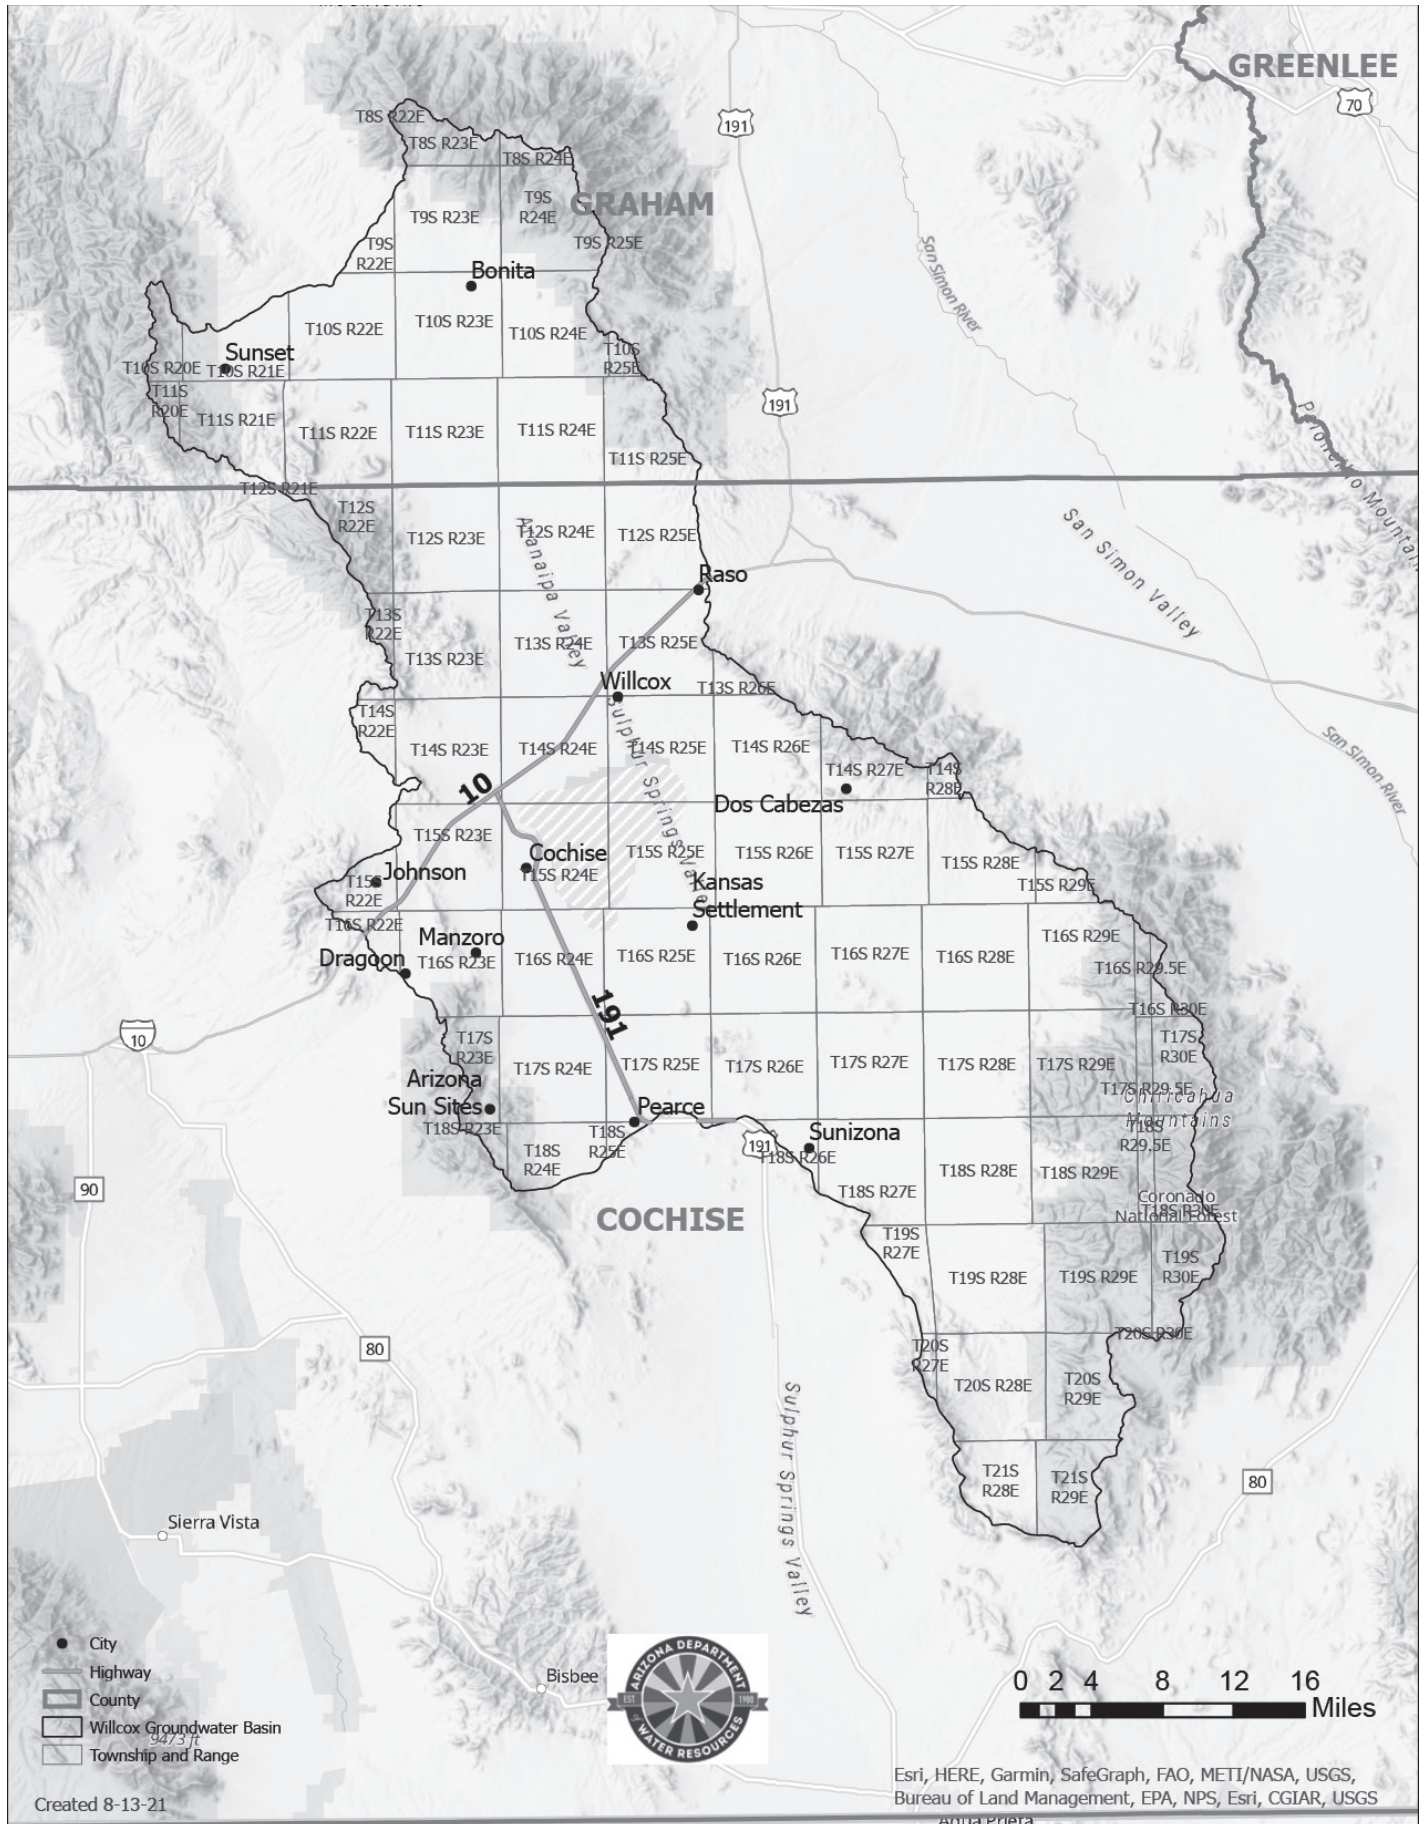 GREENLEE
70
191
T8S R22E
T8S R23E
T8S R24E
T9S
R24E
GRAHAM
T9S R23E
T9S R25E
T9S
R22E
Bonita
San Simon River
T10S R22E
T10S R23E
T10S R24E
Sunset
T10S
R25E
T10S R20E
T10S R21E
T11S
R20E
T11S R21E
T11S R22E
T11S R23E
T11S R24E
191
T11S R25E
Peloncillo Mountain
T12S R21E
T12S
R22E
T12S R23E
T12S R24E
T12S R25E
Aravaipa Valley
San Simon Valley
Raso
T13S
R22E
T13S R23E
T13S R24E
T13S R25E
Willcox
T13S R26E
T14S
R22E
T14S R23E
T14S R24E
T14S R25E
T14S R26E
T14S R27E
T14S
R28E
San Simon River
Sulphur Springs Valley
10
Dos Cabezas
T15S R23E
Cochise
T15S R24E
T15S R25E
T15S R26E
T15S R27E
T15S R28E
T15S R29E
Johnson
T15S
R22E
Kansas
Settlement
T16S R22E
Manzoro
Dragoon
T16S R23E
T16S R24E
T16S R25E
T16S R26E
T16S R27E
T16S R28E
T16S R29E
T16S R29.5E
T16S R30E
191
10
T17S
R23E
T17S R24E
T17S R25E
T17S R26E
T17S R27E
T17S R28E
T17S R29E
T17S
R30E
T17S R29.5E
Chiricahua
Mountains
Arizona
Sun Sites
Pearce
T18S R23E
T18S
R24E
T18S
R25E
191
Sunizona
T18S R26E
T18S R27E
T18S R28E
T18S R29E
T18S
R29.5E
Coronado
National Forest
T18S R30E
90
COCHISE
T19S
R27E
T19S R28E
T19S R29E
T19S
R30E
80
T20S
R27E
T20S R28E
T20S
R29E
T20S R30E
Sulphur Springs Valley
T21S
R28E
T21S
R29E
80
Sierra Vista
Bisbee
City
Highway
County
Willcox Groundwater Basin
9473 ft
Township and Range
Created 8-13-21
ARIZONA DEPARTMENT
EST. 1980
of
WATER RESOURCES
0 2 4 8 12 16
Miles
Esri, HERE, Garmin, SafeGraph, FAO, METI/NASA, USGS,
Bureau of Land Management, EPA, NPS, Esri, CGIAR, USGS
Agua Prieta